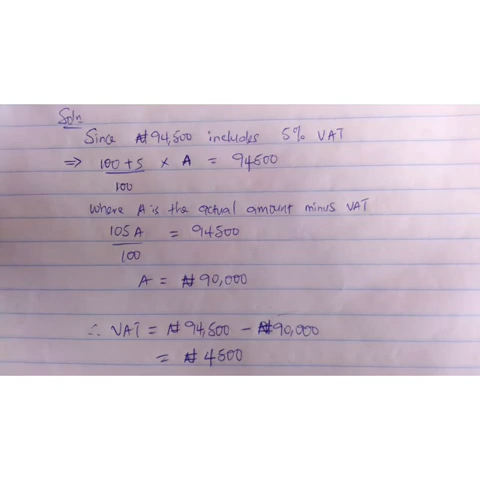 Soln
Since ₦94,500 includes 5% VAT
⇒ 100+5/100 × A = 94500
where A is the actual amount minus VAT
105A/100 = 94500
A = ₦90,000
∴ VAT = ₦94,500 − ₦90,000
= ₦4500